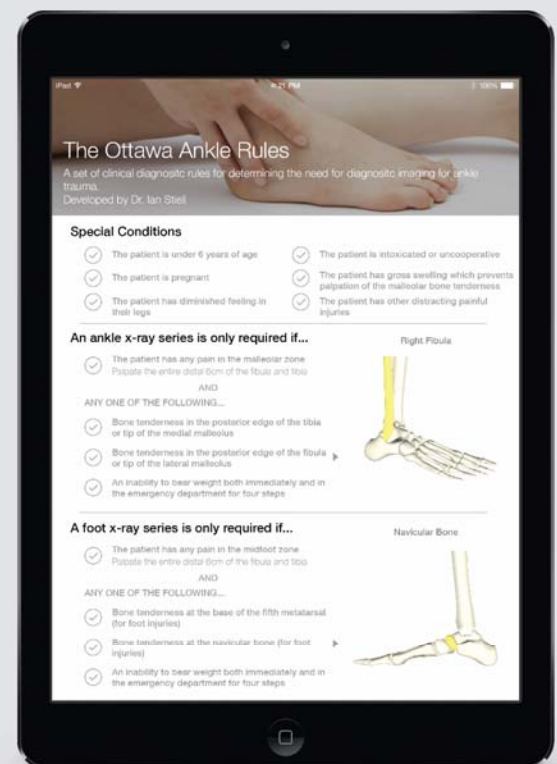 iPad
4:21 PM
100%
The Ottawa Ankle Rules
A set of clinical diagnositc rules for determining the need for diagnositc imaging for ankle
trauma.
Developed by Dr. Ian Stiell
Special Conditions
The patient is under 6 years of age
The patient is pregnant
The patient has diminished feeling in
their legs
The patient is intoxicated or uncooperative
The patient has gross swelling which prevents
palpation of the malleolar bone tenderness
The patient has other distracting painful
injuries
An ankle x-ray series is only required if...
The patient has any pain in the malleolar zone
Palpate the entire distal 6cm of the fibula and tibia
AND
ANY ONE OF THE FOLLOWING...
Bone tenderness in the posterior edge of the tibia
or tip of the medial malleolus
Bone tenderness in the posterior edge of the fibula
or tip of the lateral malleolus
An inability to bear weight both immediately and in
the emergency department for four steps
Right Fibula
A foot x-ray series is only required if...
The patient has any pain in the midfoot zone
Palpate the entire distal 6cm of the fibula and tibia
AND
ANY ONE OF THE FOLLOWING...
Bone tenderness at the base of the fifth metatarsal
(for foot injuries)
Bone tenderness at the navicular bone (for foot
injuries)
An inability to bear weight both immediately and in
the emergency department for four steps
Navicular Bone